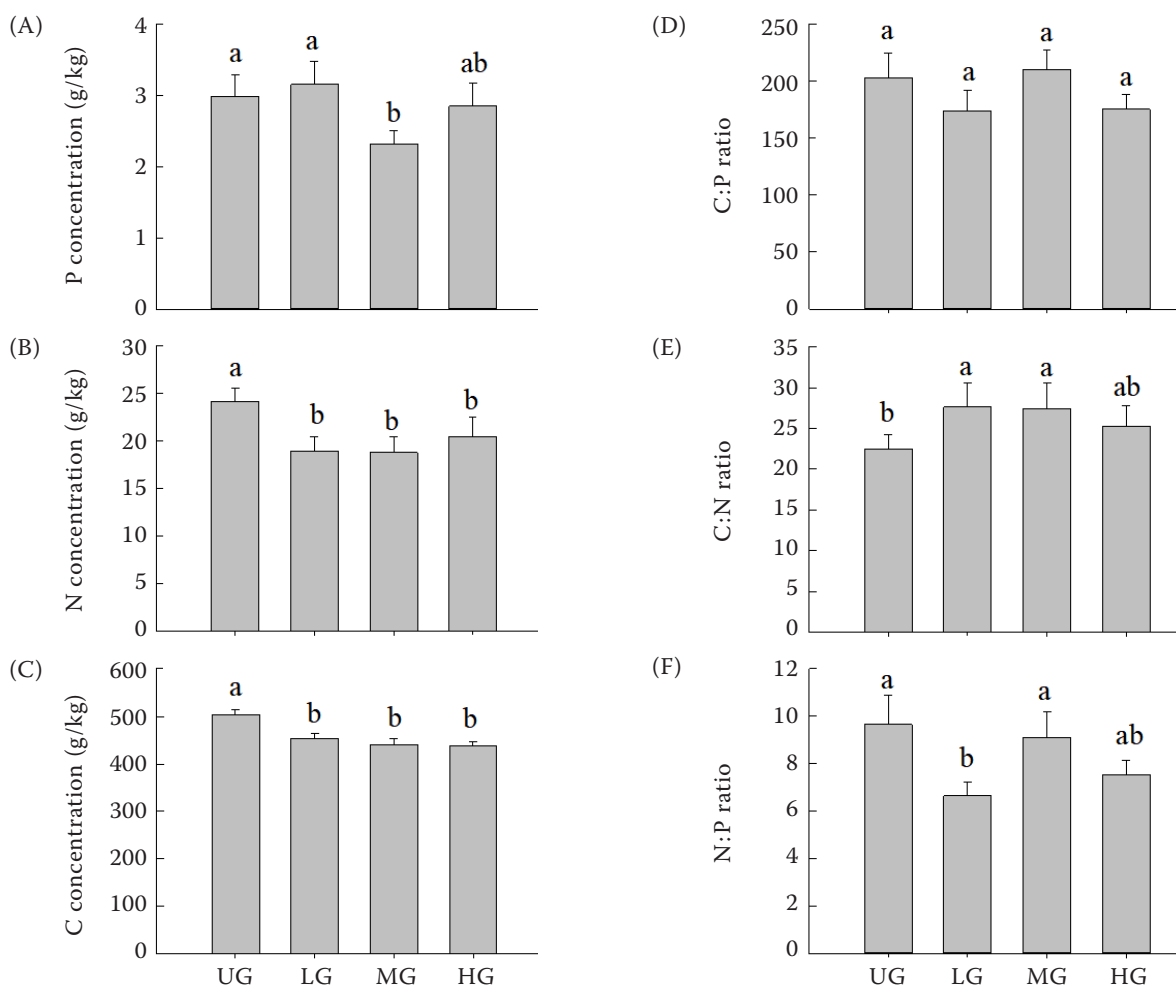 (A)
P concentration (g/kg)
4
3
2
1
0
a
a
b
ab
(B)
N concentration (g/kg)
30
25
20
15
10
5
0
a
b
b
b
(C)
C concentration (g/kg)
600
500
400
300
200
100
0
a
b
b
b
UG LG MG HG
(D)
C:P ratio
250
200
150
100
50
0
a
a
a
a
(E)
C:N ratio
35
30
25
20
15
10
5
0
b
a
a
ab
(F)
N:P ratio
12
10
8
6
4
2
0
a
b
a
ab
UG LG MG HG